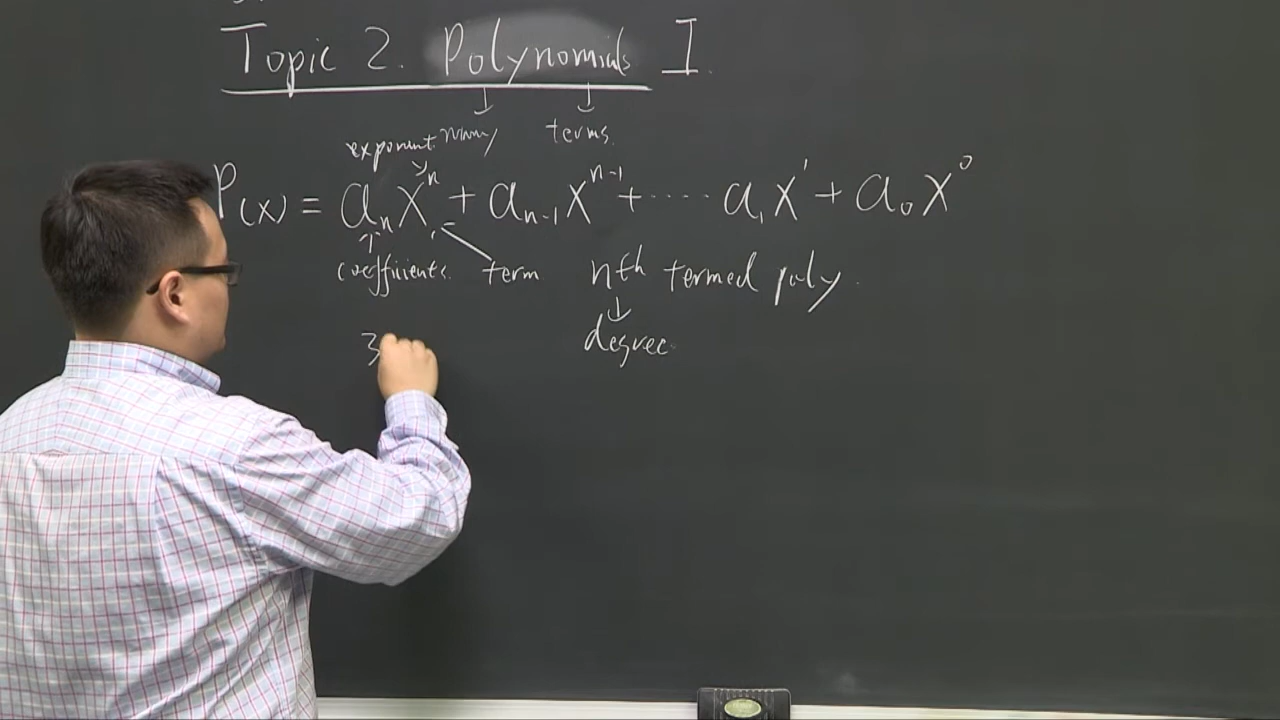 Topic 2. Polynomials I.
many terms.
exponent.
P(x) = aₙxⁿ + aₙ₋₁xⁿ⁻¹ + ····· a₁x¹ + a₀x⁰
coefficients. term nth termed poly.
degree
3